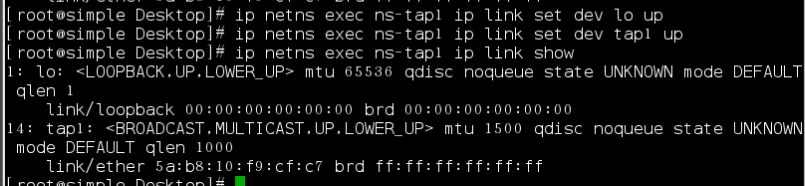 [root@simple Desktop]# ip netns exec ns-tap1 ip link set dev lo up
[root@simple Desktop]# ip netns exec ns-tap1 ip link set dev tap1 up
[root@simple Desktop]# ip netns exec ns-tap1 ip link show
1: lo: <LOOPBACK,UP,LOWER_UP> mtu 65536 qdisc noqueue state UNKNOWN mode DEFAULT
qlen 1
link/loopback 00:00:00:00:00:00 brd 00:00:00:00:00:00
14: tap1: <BROADCAST,MULTICAST,UP,LOWER_UP> mtu 1500 qdisc noqueue state UNKNOWN
mode DEFAULT qlen 1000
link/ether 5a:b8:10:f9:cf:c7 brd ff:ff:ff:ff:ff:ff
[root@simple Desktop]#